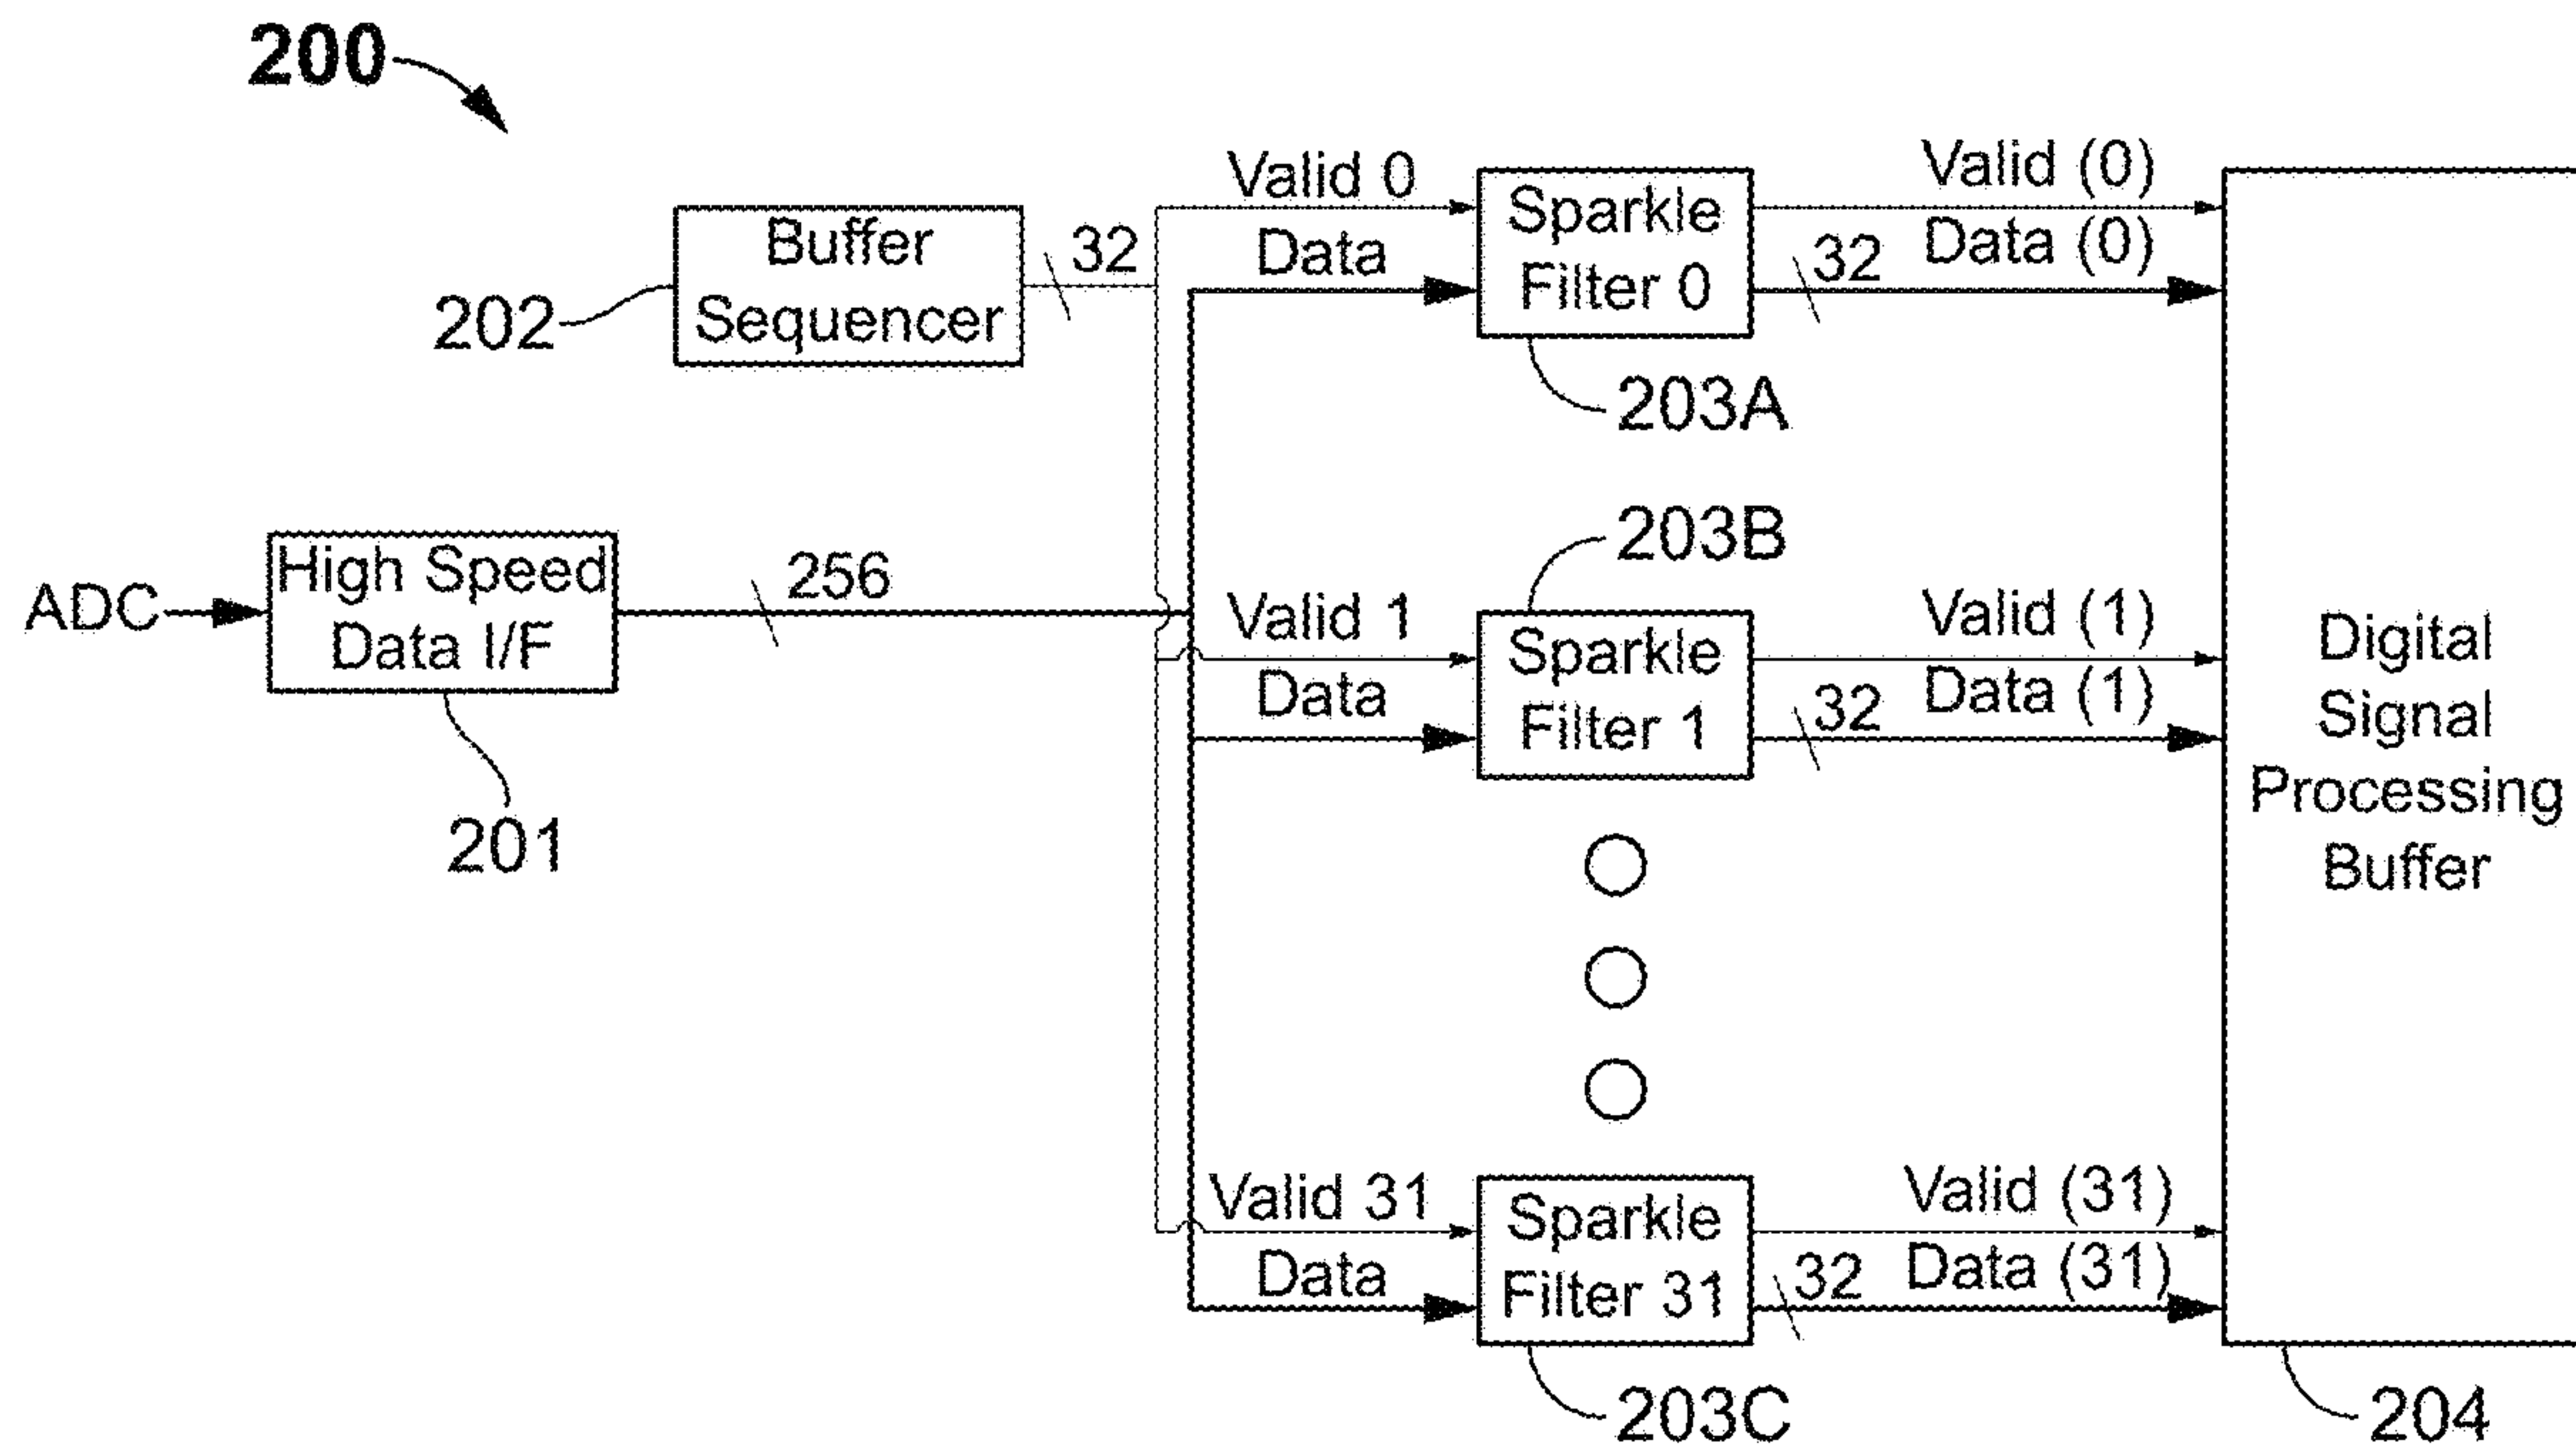 200
Valid 0
Data
Buffer
Sequencer
32
202
Sparkle
Filter 0
203A
Valid (0)
Data (0)
32
ADC
High Speed
Data I/F
201
256
Valid 1
Data
203B
Sparkle
Filter 1
Valid (1)
Data (1)
32
Digital
Signal
Processing
Buffer
Valid 31
Data
Sparkle
Filter 31
203C
Valid (31)
Data (31)
32
204